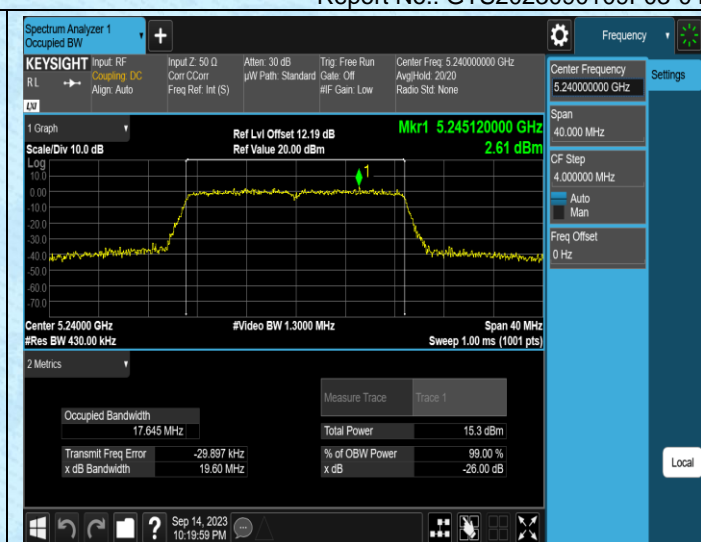 Spectrum Analyzer 1
Occupied BW
Frequency
KEYSIGHT
RL
LXI
Input: RF
Coupling: DC
Align: Auto
Input Z: 50 Ω
Corr CCorr
Freq Ref: Int (S)
Atten: 30 dB
µW Path: Standard
Trig: Free Run
Gate: Off
#IF Gain: Low
Center Freq: 5.240000000 GHz
Avg|Hold: 20/20
Radio Std: None
Center Frequency
5.240000000 GHz
Settings
Span
40.000 MHz
CF Step
4.000000 MHz
Auto
Man
Freq Offset
0 Hz
1 Graph
Scale/Div 10.0 dB
Ref Lvl Offset 12.19 dB
Ref Value 20.00 dBm
Mkr1 5.245120000 GHz
2.61 dBm
Log
10.0
0.00
-10.0
-20.0
-30.0
-40.0
-50.0
-60.0
-70.0
1
Center 5.24000 GHz
#Video BW 1.3000 MHz
Span 40 MHz
#Res BW 430.00 kHz
Sweep 1.00 ms (1001 pts)
2 Metrics
Measure Trace
Trace 1
Occupied Bandwidth
17.645 MHz
Total Power
15.3 dBm
Transmit Freq Error
-29.897 kHz
% of OBW Power
99.00 %
x dB Bandwidth
19.60 MHz
x dB
-26.00 dB
Local
?
Sep 14, 2023
10:19:59 PM